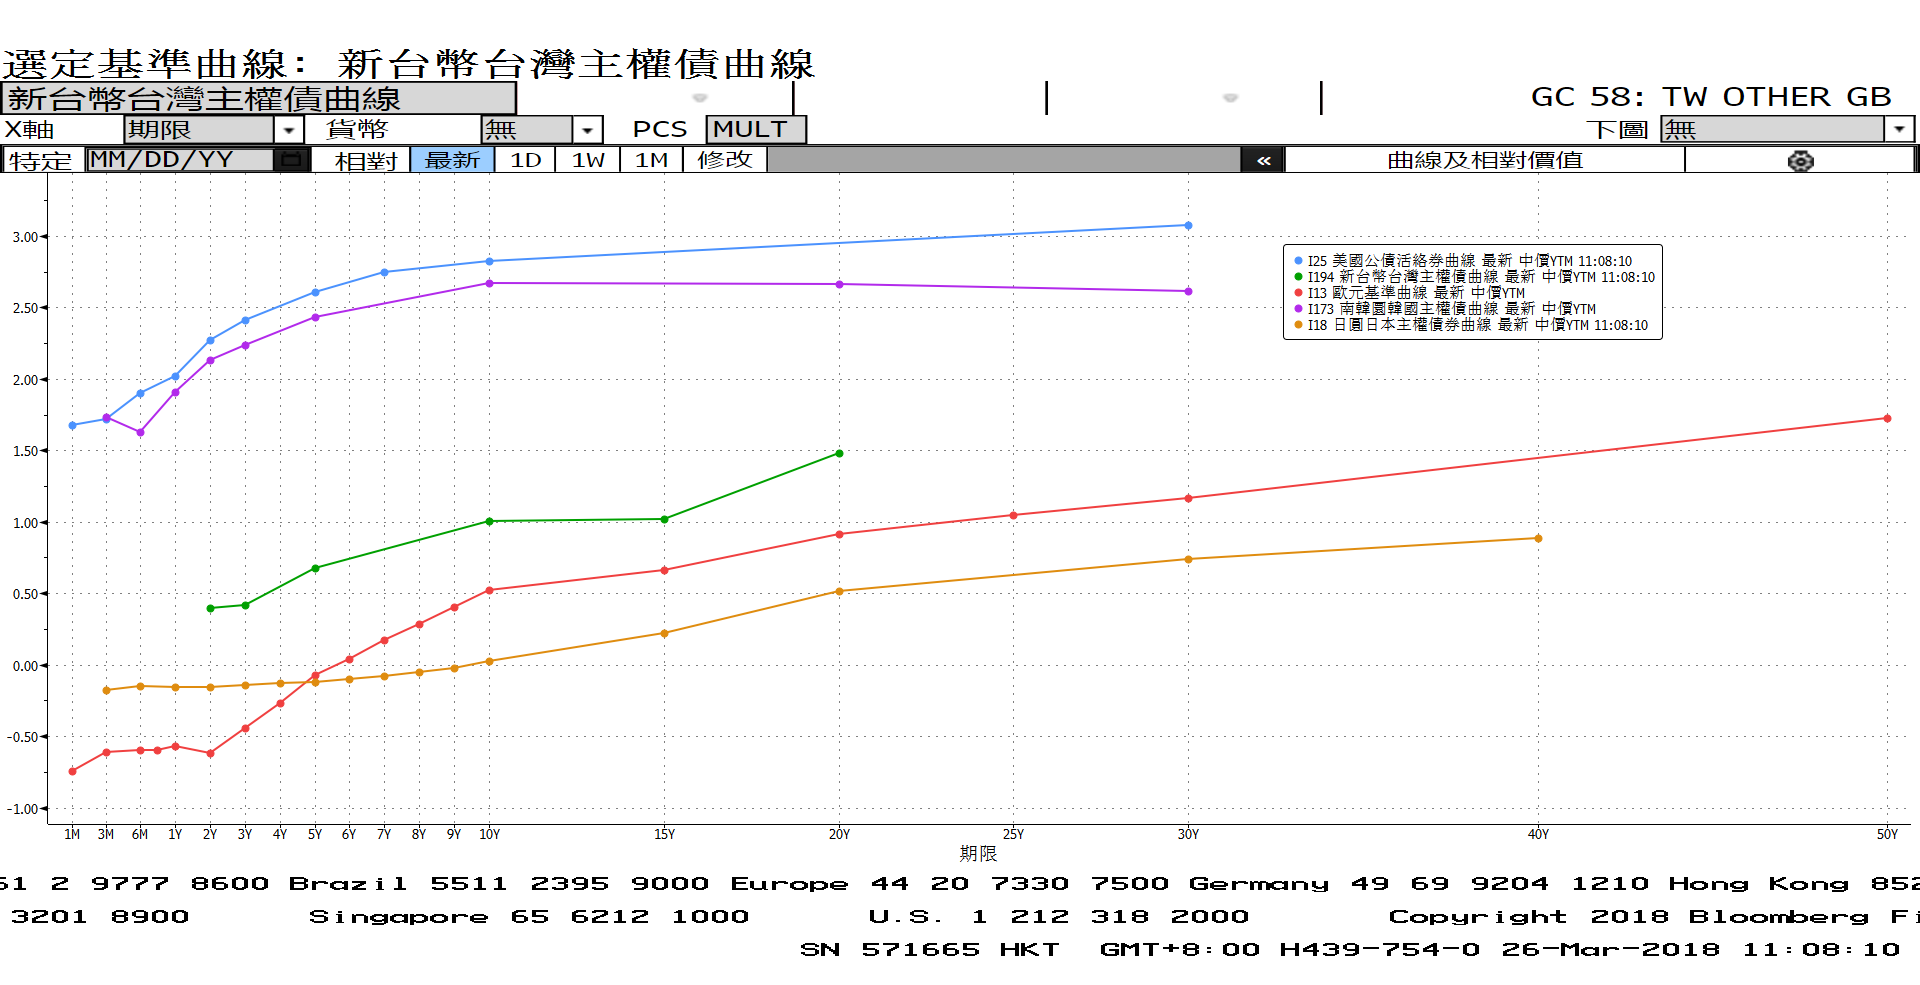 選定基準曲線: 新台幣台灣主權債曲線
新台幣台灣主權債曲線 GC 58: TW OTHER GB
X軸 期限 貨幣 無 PCS MULT 下圖 無
特定 MM/DD/YY 相對 最新 1D 1W 1M 修改 « 曲線及相對價值
I25 美國公債活絡券曲線 最新 中價YTM 11:08:10
I194 新台幣台灣主權債曲線 最新 中價YTM 11:08:10
I13 歐元基準曲線 最新 中價YTM
I173 南韓圜韓國主權債曲線 最新 中價YTM
I18 日圓日本主權債券曲線 最新 中價YTM 11:08:10
3.00
2.50
2.00
1.50
1.00
0.50
0.00
-0.50
-1.00
1M 3M 6M 1Y 2Y 3Y 4Y 5Y 6Y 7Y 8Y 9Y 10Y 15Y 20Y 25Y 30Y 40Y 50Y
期限
61 2 9777 8600 Brazil 5511 2395 9000 Europe 44 20 7330 7500 Germany 49 69 9204 1210 Hong Kong 852
3201 8900 Singapore 65 6212 1000 U.S. 1 212 318 2000 Copyright 2018 Bloomberg Fi
SN 571665 HKT GMT+8:00 H439-754-0 26-Mar-2018 11:08:10